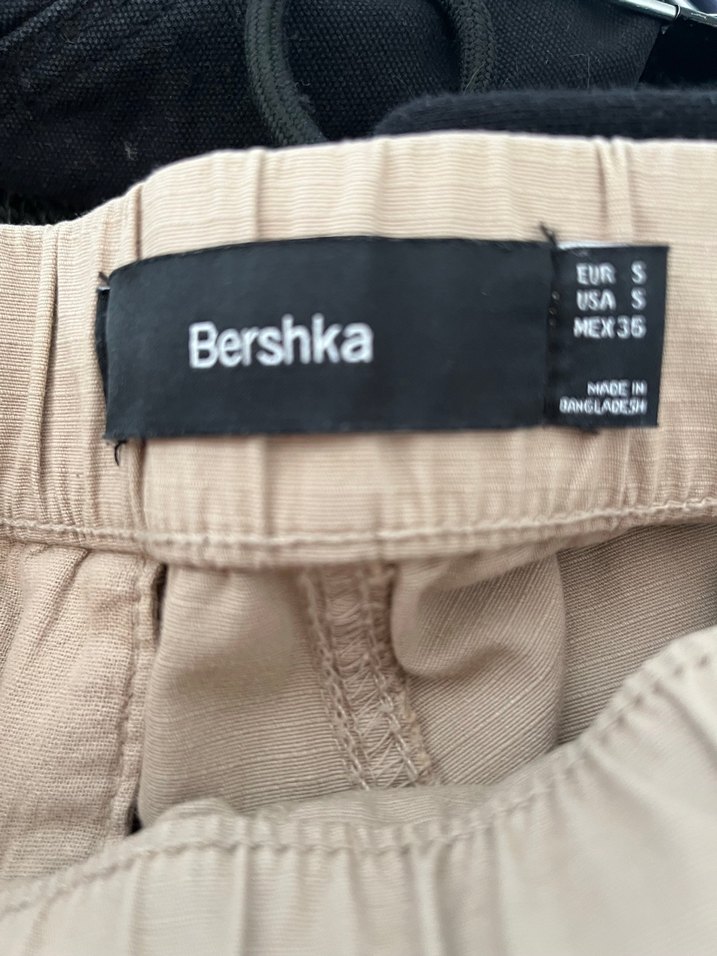 Bershka
EUR S
USA S
MEX 36
MADE IN
BANGLADESH